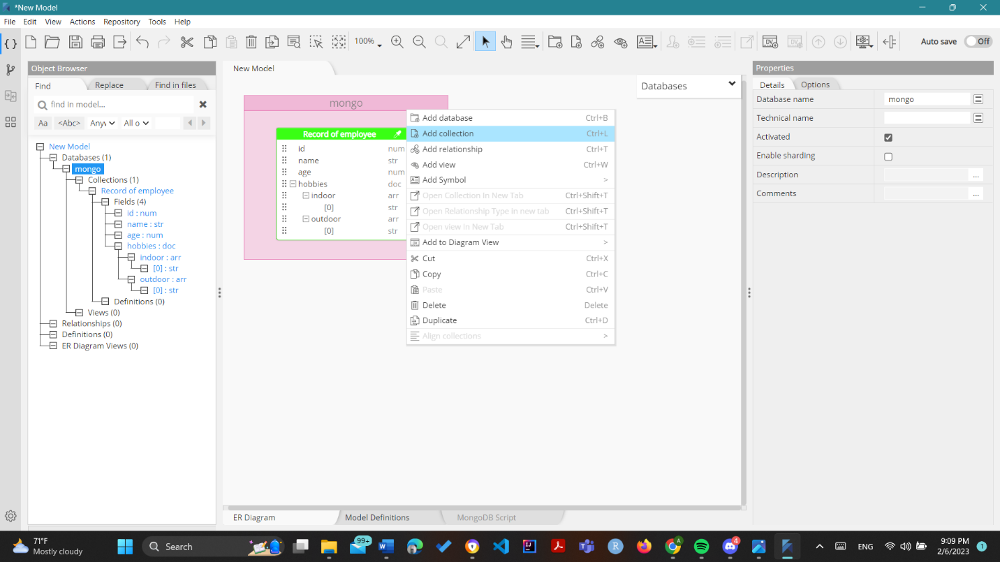 *New Model
File Edit View Actions Repository Tools Help
100%
Auto save Off
Object Browser
Find Replace Find in files
find in model...
Aa <Abc> Any All o
New Model
Databases (1)
mongo
Collections (1)
Record of employee
Fields (4)
id : num
name : str
age : num
hobbies : doc
indoor : arr
[0] : str
outdoor : arr
[0] : str
Definitions (0)
Views (0)
Relationships (0)
Definitions (0)
ER Diagram Views (0)
New Model
Databases
mongo
Record of employee
id num
name str
age num
hobbies doc
indoor arr
[0] str
outdoor arr
[0] str
Add database Ctrl+B
Add collection Ctrl+L
Add relationship Ctrl+T
Add view Ctrl+W
Add Symbol >
Open Collection In New Tab Ctrl+Shift+T
Open Relationship Type in new tab Ctrl+Shift+T
Open view In New Tab Ctrl+Shift+T
Add to Diagram View >
Cut Ctrl+X
Copy Ctrl+C
Paste Ctrl+V
Delete Delete
Duplicate Ctrl+D
Align collections >
ER Diagram Model Definitions MongoDB Script
Properties
Details Options
Database name mongo
Technical name
Activated
Enable sharding
Description ...
Comments ...
71°F
Mostly cloudy
Search
99+
4
ENG
9:09 PM
2/6/2023
1